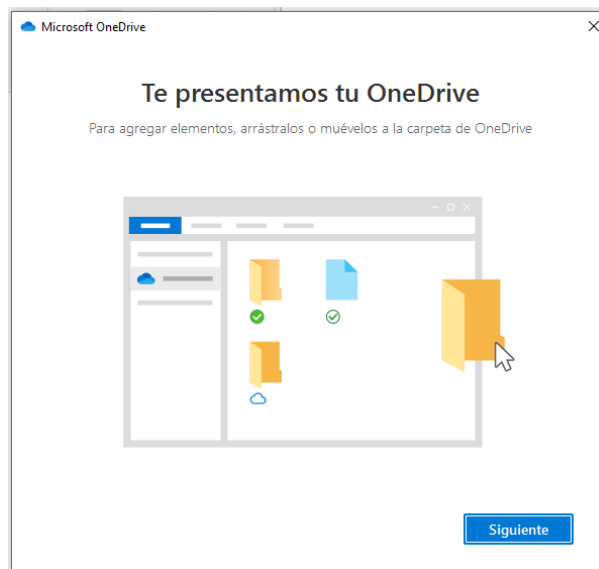 Microsoft OneDrive
Te presentamos tu OneDrive
Para agregar elementos, arrástralos o muévelos a la carpeta de OneDrive
Siguiente